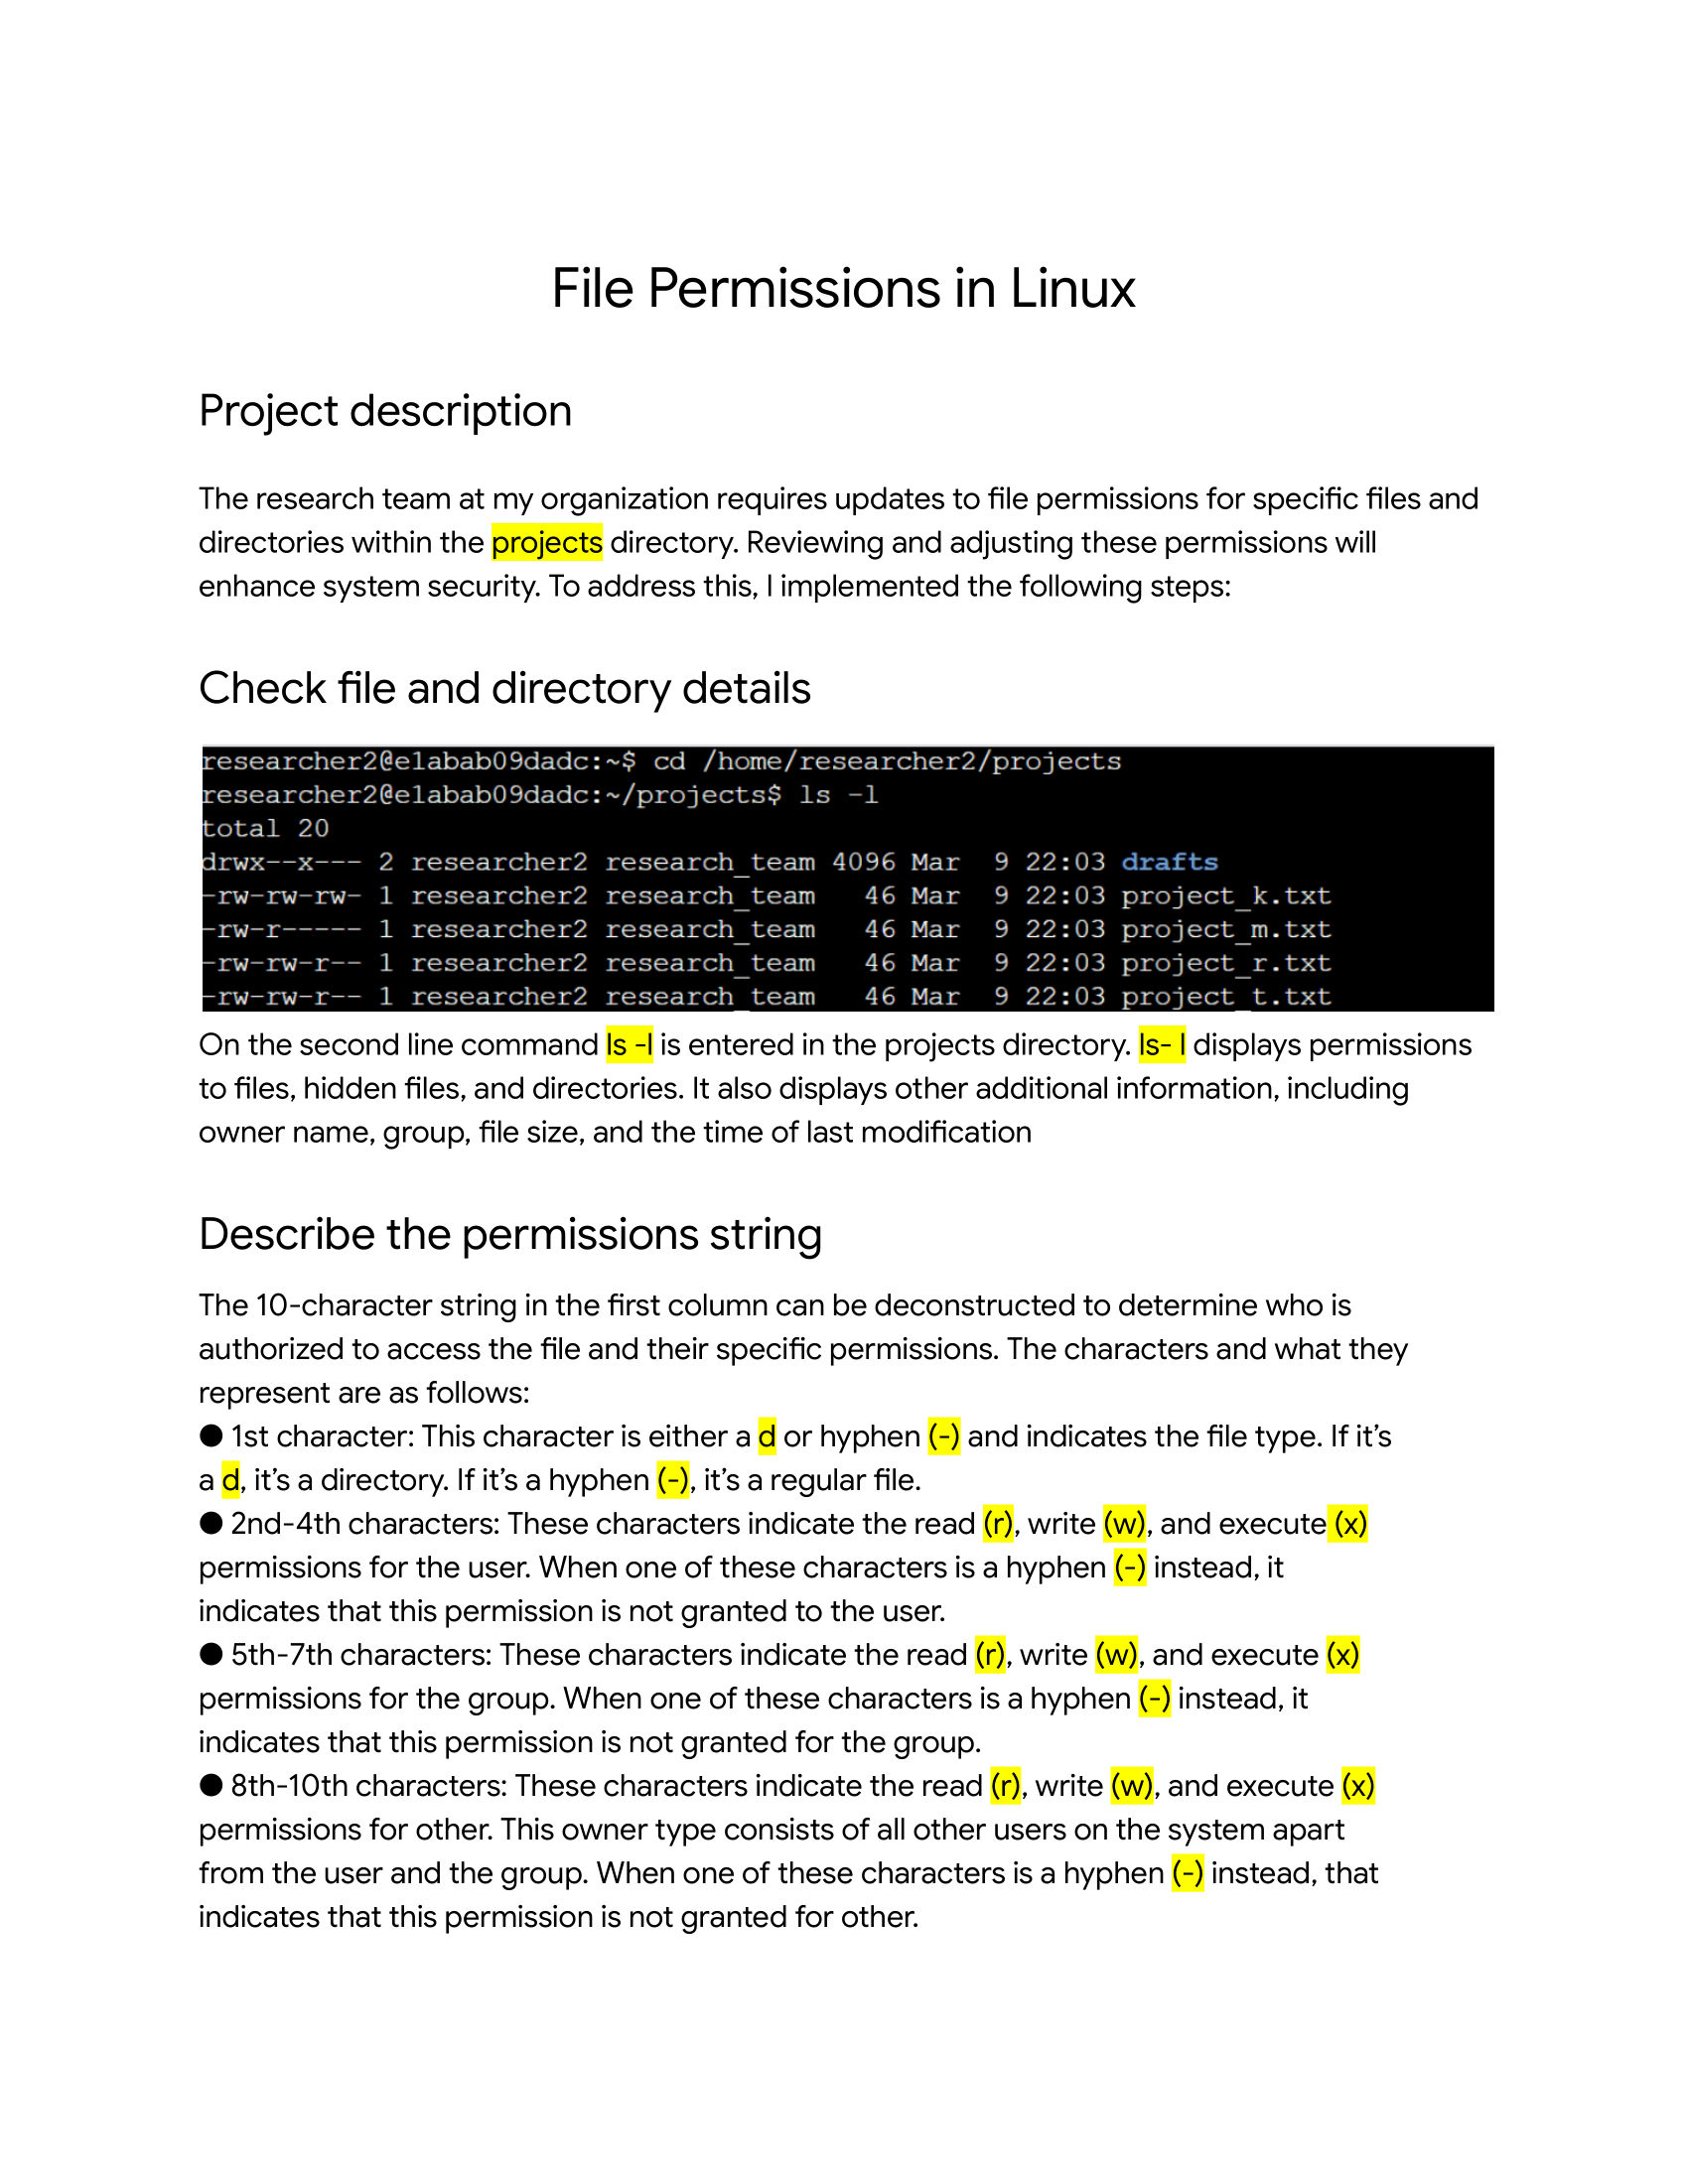 File Permissions in Linux
Project description
The research team at my organization requires updates to file permissions for specific files and
directories within the projects directory. Reviewing and adjusting these permissions will
enhance system security. To address this, I implemented the following steps:
Check file and directory details
researcher2@e1abab09dadc:~$ cd /home/researcher2/projects
researcher2@e1abab09dadc:~/projects$ ls -l
total 20
drwx--x--- 2 researcher2 research_team 4096 Mar  9 22:03 drafts
-rw-rw-rw- 1 researcher2 research_team   46 Mar  9 22:03 project_k.txt
-rw-r----- 1 researcher2 research_team   46 Mar  9 22:03 project_m.txt
-rw-rw-r-- 1 researcher2 research_team   46 Mar  9 22:03 project_r.txt
-rw-rw-r-- 1 researcher2 research_team   46 Mar  9 22:03 project_t.txt
On the second line command ls -l is entered in the projects directory. ls- l displays permissions
to files, hidden files, and directories. It also displays other additional information, including
owner name, group, file size, and the time of last modification
Describe the permissions string
The 10-character string in the first column can be deconstructed to determine who is
authorized to access the file and their specific permissions. The characters and what they
represent are as follows:
● 1st character: This character is either a d or hyphen (-) and indicates the file type. If it’s
a d, it’s a directory. If it’s a hyphen (-), it’s a regular file.
● 2nd-4th characters: These characters indicate the read (r), write (w), and execute (x)
permissions for the user. When one of these characters is a hyphen (-) instead, it
indicates that this permission is not granted to the user.
● 5th-7th characters: These characters indicate the read (r), write (w), and execute (x)
permissions for the group. When one of these characters is a hyphen (-) instead, it
indicates that this permission is not granted for the group.
● 8th-10th characters: These characters indicate the read (r), write (w), and execute (x)
permissions for other. This owner type consists of all other users on the system apart
from the user and the group. When one of these characters is a hyphen (-) instead, that
indicates that this permission is not granted for other.